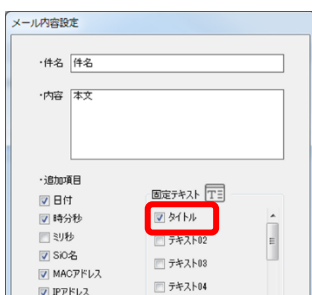 メール内容設定
・件名 件名
・内容 本文
・追加項目
固定テキスト TE
日付
タイトル
時分秒
テキスト02
ミリ秒
SiO名
テキスト03
MACアドレス
テキスト04
IPアドレス